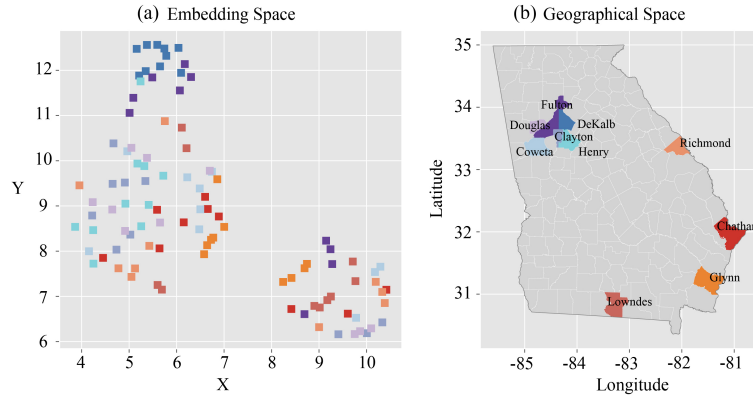 (a) Embedding Space
12
11
10
9
8
7
6
Y
4 5 6 7 8 9 10
X
(b) Geographical Space
35
34
33
32
31
Latitude
Fulton
Douglas
DeKalb
Clayton
Coweta
Henry
Richmond
Chathar
Glynn
Lowndes
-85 -84 -83 -82 -81
Longitude